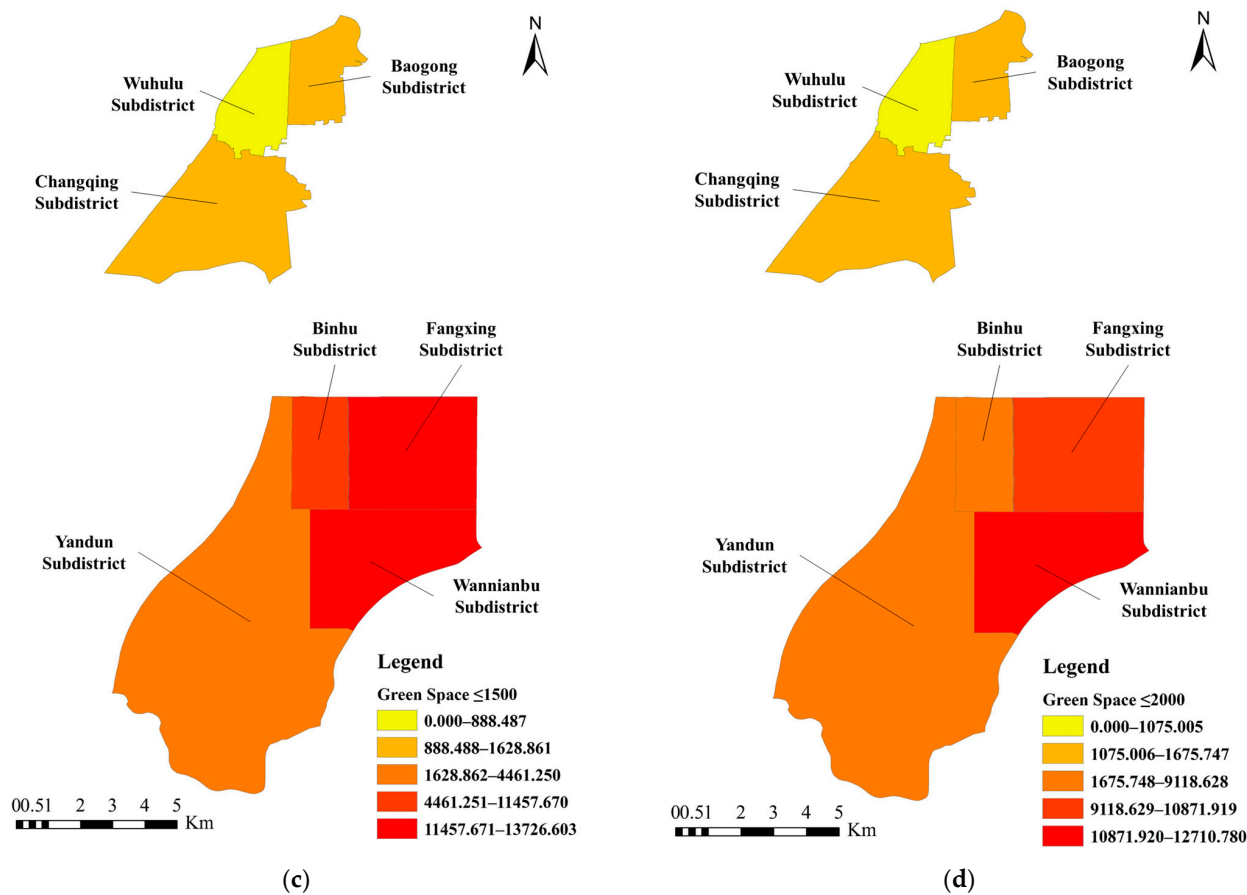 N
Wuhulu
Subdistrict
Baogong
Subdistrict
Changqing
Subdistrict
Binhu
Subdistrict
Fangxing
Subdistrict
Yandun
Subdistrict
Wannianbu
Subdistrict
Legend
Green Space ≤1500
0.000–888.487
888.488–1628.861
1628.862–4461.250
4461.251–11457.670
11457.671–13726.603
00.51 2 3 4 5
Km
(c)
N
Wuhulu
Subdistrict
Baogong
Subdistrict
Changqing
Subdistrict
Binhu
Subdistrict
Fangxing
Subdistrict
Yandun
Subdistrict
Wannianbu
Subdistrict
Legend
Green Space ≤2000
0.000–1075.005
1075.006–1675.747
1675.748–9118.628
9118.629–10871.919
10871.920–12710.780
00.51 2 3 4 5
Km
(d)